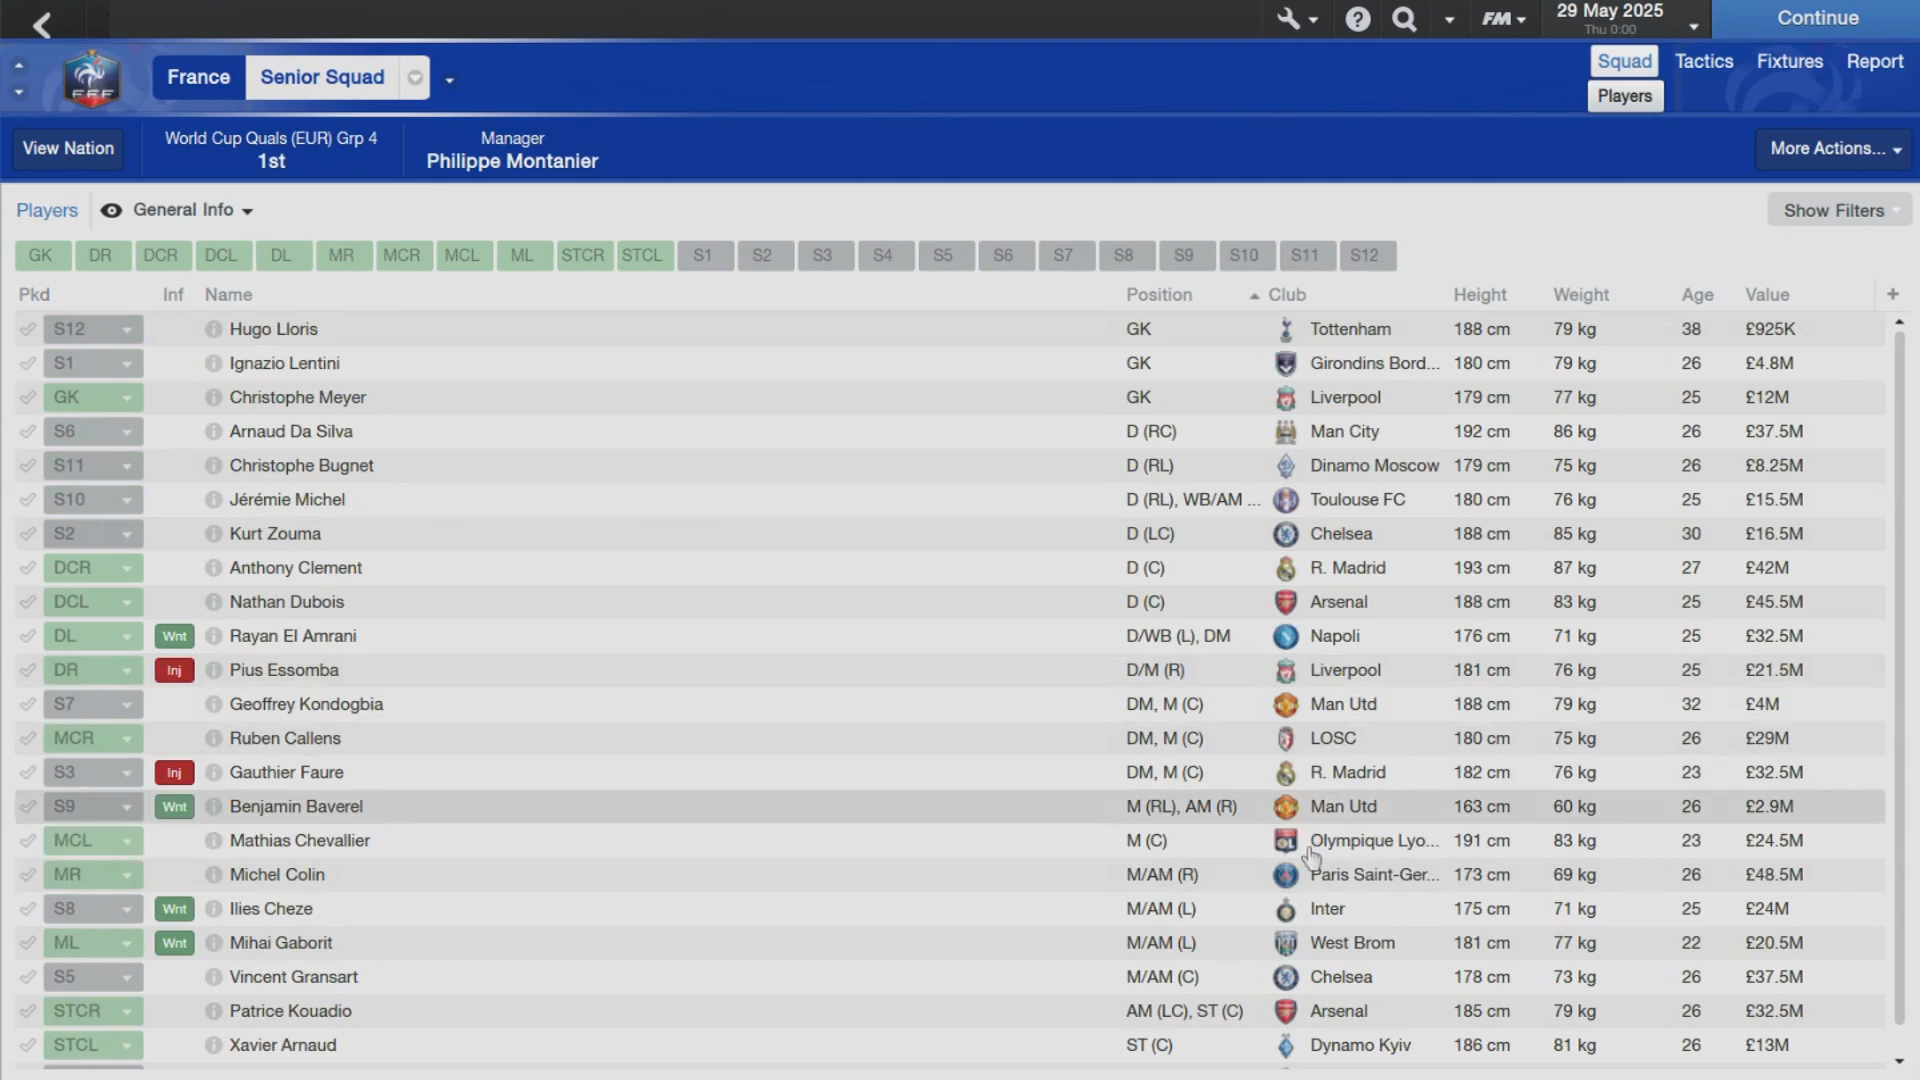 FM 29 May 2025 Continue
Thu 0:00
FFF France Senior Squad Squad Tactics Fixtures Report
Players
View Nation World Cup Quals (EUR) Grp 4 Manager More Actions...
1st Philippe Montanier
Players General Info Show Filters
GK DR DCR DCL DL MR MCR MCL ML STCR STCL S1 S2 S3 S4 S5 S6 S7 S8 S9 S10 S11 S12
Pkd Inf Name Position Club Height Weight Age Value +
S12 Hugo Lloris GK Tottenham 188 cm 79 kg 38 £925K
S1 Ignazio Lentini GK Girondins Bord... 180 cm 79 kg 26 £4.8M
GK Christophe Meyer GK Liverpool 179 cm 77 kg 25 £12M
S6 Arnaud Da Silva D (RC) Man City 192 cm 86 kg 26 £37.5M
S11 Christophe Bugnet D (RL) Dinamo Moscow 179 cm 75 kg 26 £8.25M
S10 Jérémie Michel D (RL), WB/AM ... Toulouse FC 180 cm 76 kg 25 £15.5M
S2 Kurt Zouma D (LC) Chelsea 188 cm 85 kg 30 £16.5M
DCR Anthony Clement D (C) R. Madrid 193 cm 87 kg 27 £42M
DCL Nathan Dubois D (C) Arsenal 188 cm 83 kg 25 £45.5M
DL Wnt Rayan El Amrani D/WB (L), DM Napoli 176 cm 71 kg 25 £32.5M
DR Inj Pius Essomba D/M (R) Liverpool 181 cm 76 kg 25 £21.5M
S7 Geoffrey Kondogbia DM, M (C) Man Utd 188 cm 79 kg 32 £4M
MCR Ruben Callens DM, M (C) LOSC 180 cm 75 kg 26 £29M
S3 Inj Gauthier Faure DM, M (C) R. Madrid 182 cm 76 kg 23 £32.5M
S9 Wnt Benjamin Baverel M (RL), AM (R) Man Utd 163 cm 60 kg 26 £2.9M
MCL Mathias Chevallier M (C) Olympique Lyo... 191 cm 83 kg 23 £24.5M
MR Michel Colin M/AM (R) Paris Saint-Ger... 173 cm 69 kg 26 £48.5M
S8 Wnt Ilies Cheze M/AM (L) Inter 175 cm 71 kg 25 £24M
ML Wnt Mihai Gaborit M/AM (L) West Brom 181 cm 77 kg 22 £20.5M
S5 Vincent Gransart M/AM (C) Chelsea 178 cm 73 kg 26 £37.5M
STCR Patrice Kouadio AM (LC), ST (C) Arsenal 185 cm 79 kg 26 £32.5M
STCL Xavier Arnaud ST (C) Dynamo Kyiv 186 cm 81 kg 26 £13M